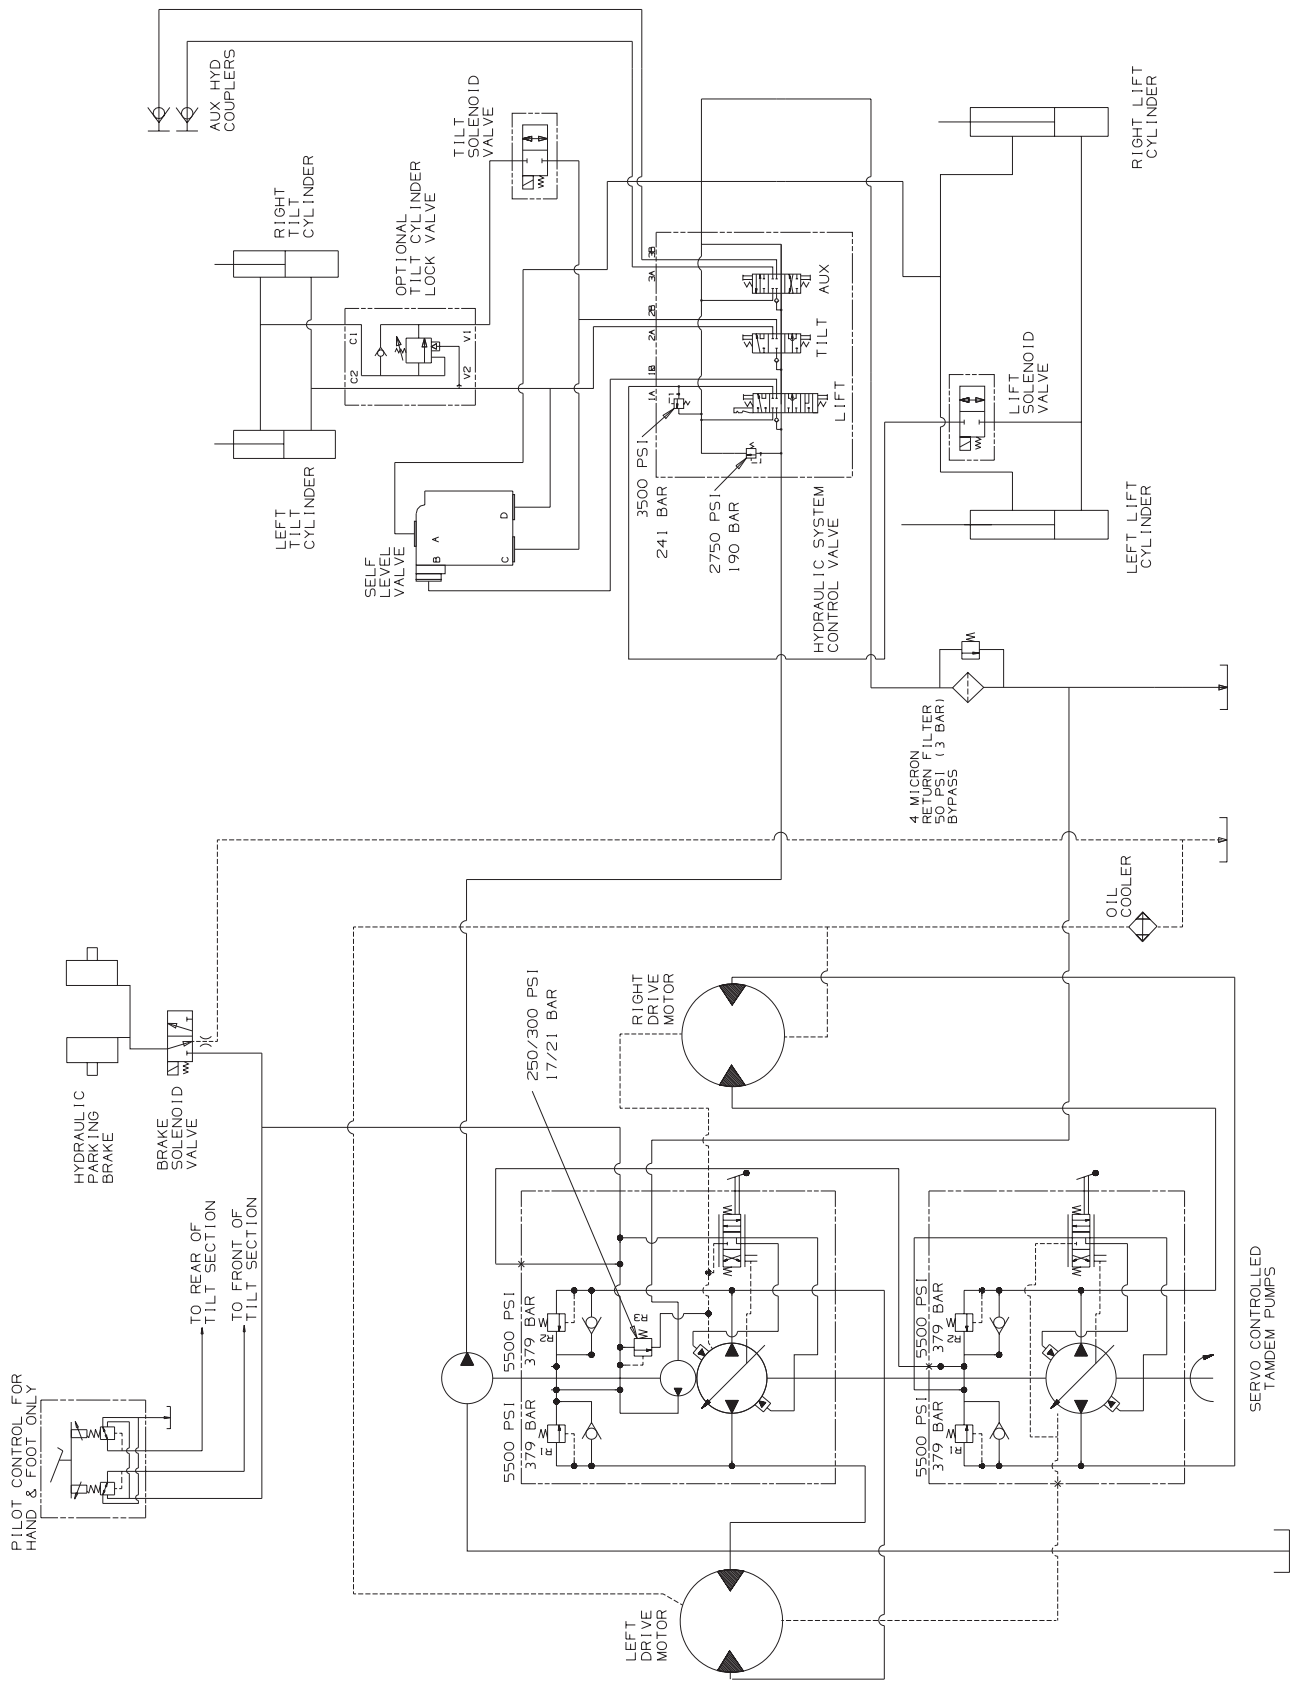 PILOT CONTROL FOR
HAND & FOOT ONLY
TO REAR OF
TILT SECTION
TO FRONT OF
TILT SECTION
HYDRAULIC
PARKING
BRAKE
BRAKE
SOLENOID
VALVE
LEFT
TILT
CYLINDER
RIGHT
TILT
CYLINDER
AUX HYD
COUPLERS
OPTIONAL
TILT CYLINDER
LOCK VALVE
C2
C1
V2
V1
TILT
SOLENOID
VALVE
SELF
LEVEL
VALVE
B
A
C
D
1A
1B
2A
2B
3A
3B
3500 PSI
241 BAR
2750 PSI
190 BAR
LIFT
TILT
AUX
HYDRAULIC SYSTEM
CONTROL VALVE
LEFT LIFT
CYLINDER
LIFT
SOLENOID
VALVE
RIGHT LIFT
CYLINDER
4 MICRON
RETURN FILTER
50 PSI (3 BAR)
BYPASS
OIL
COOLER
RIGHT
DRIVE
MOTOR
250/300 PSI
17/21 BAR
5500 PSI
379 BAR
R1
5500 PSI
379 BAR
R2
R3
5500 PSI
379 BAR
R1
5500 PSI
379 BAR
R2
LEFT
DRIVE
MOTOR
SERVO CONTROLLED
TAMDEM PUMPS